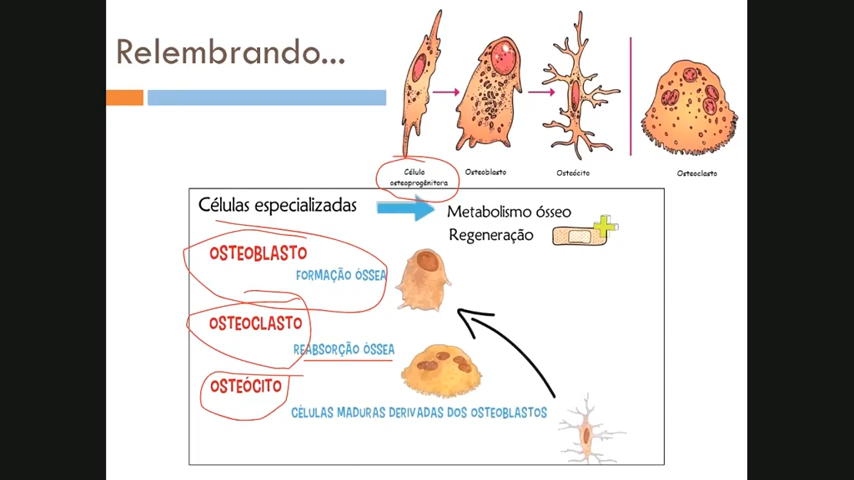 Relembrando...
Célula
osteoprogênitora
Osteoblasto
Osteócito
Osteoclasto
Células especializadas
Metabolismo ósseo
Regeneração
OSTEOBLASTO
FORMAÇÃO ÓSSEA
OSTEOCLASTO
REABSORÇÃO ÓSSEA
OSTEÓCITO
CÉLULAS MADURAS DERIVADAS DOS OSTEOBLASTOS